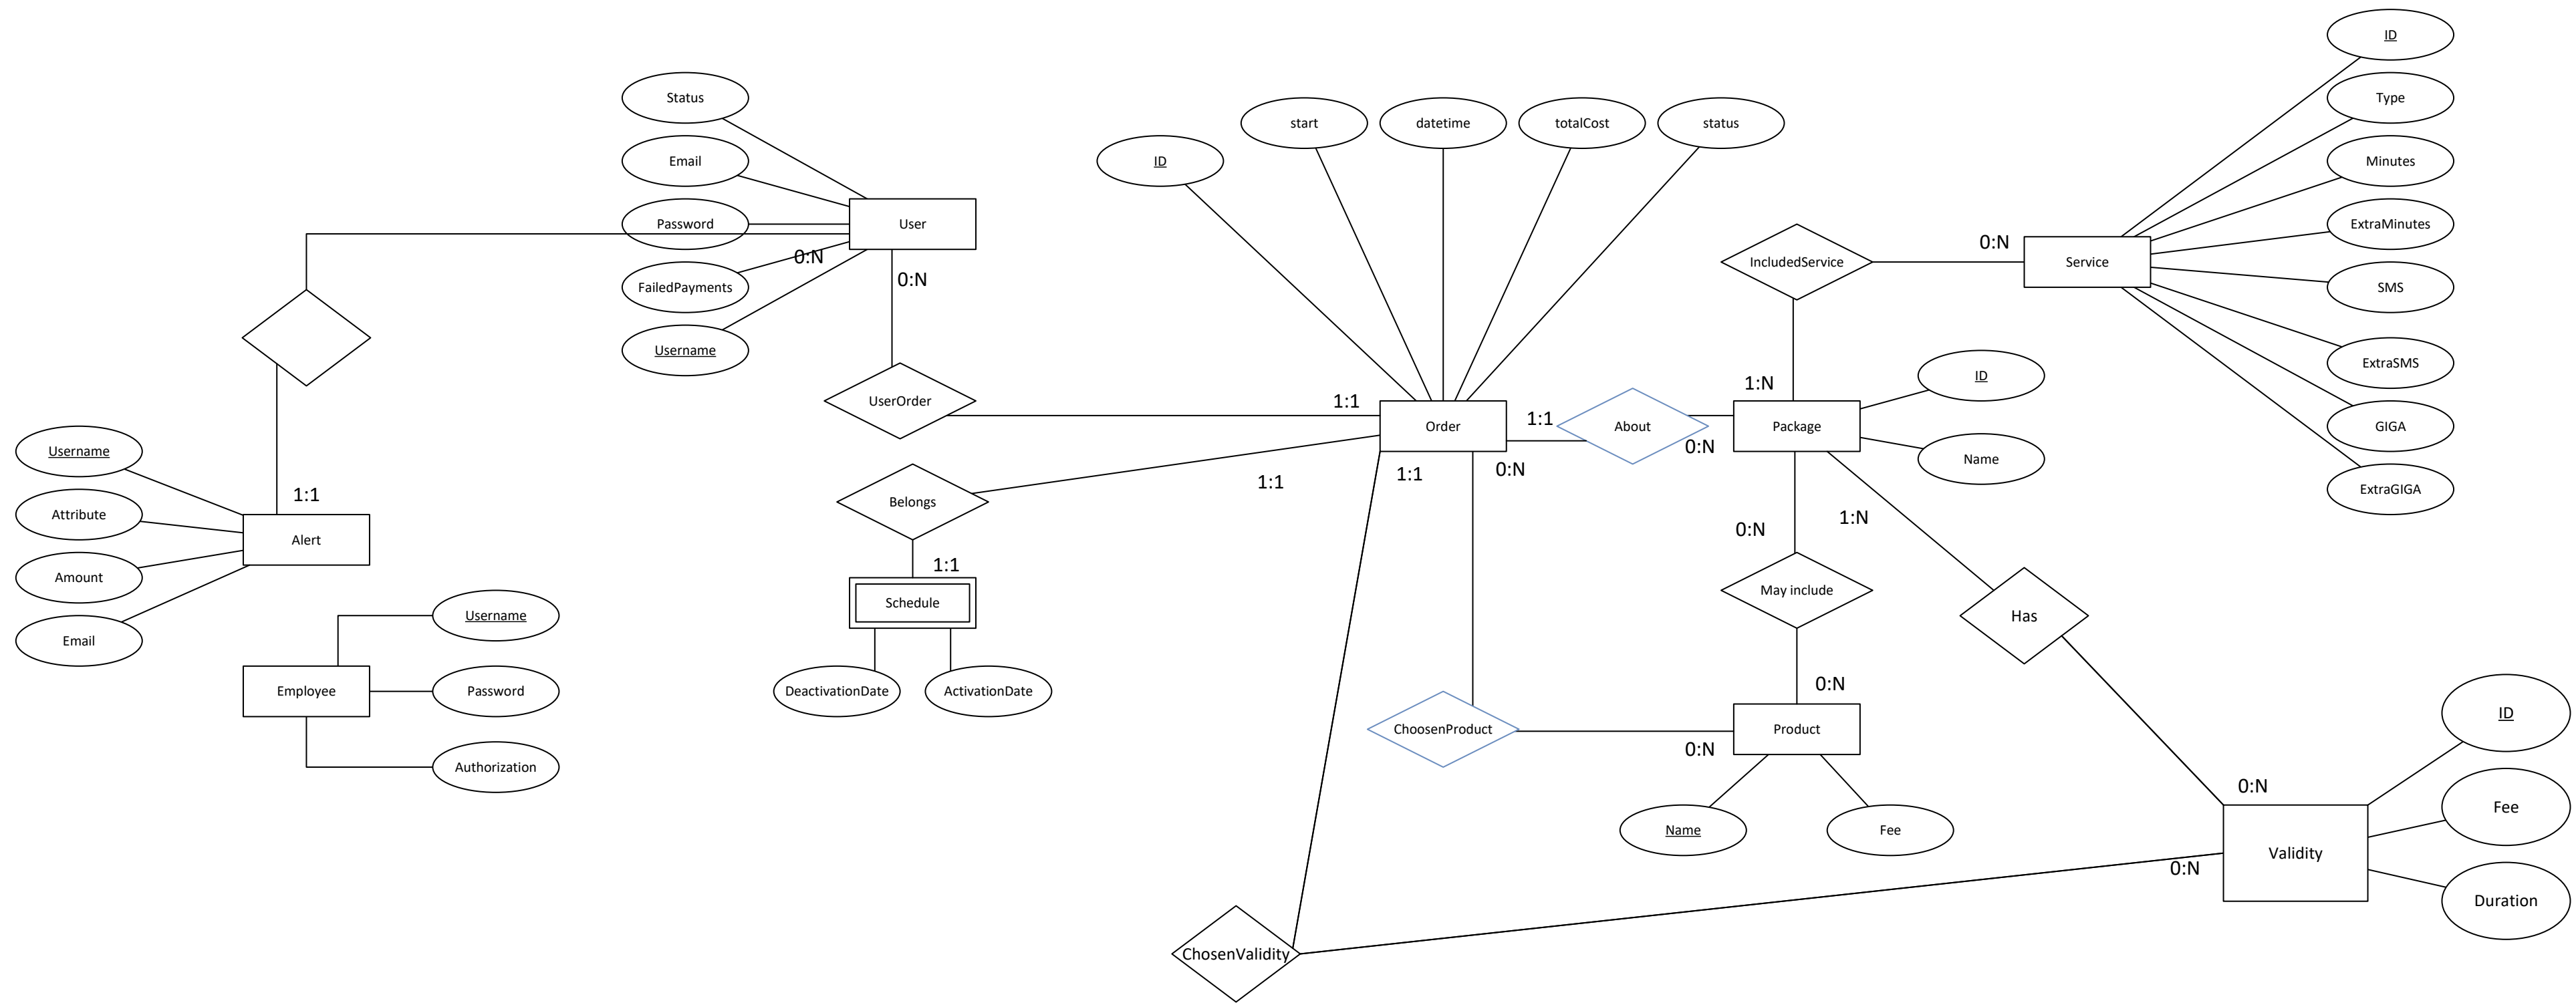 ID
Status
Type
start
datetime
totalCost
status
Email
ID
Minutes
Password
User
ExtraMinutes
0:N
0:N
IncludedService
Service
0:N
FailedPayments
SMS
Username
ExtraSMS
ID
1:N
UserOrder
1:1
1:1
Order
About
Package
0:N
GIGA
Username
Name
1:1
1:1
0:N
Belongs
ExtraGIGA
1:1
Attribute
0:N
1:N
Alert
1:1
Amount
May include
Schedule
Username
Has
Email
0:N
Employee
Password
DeactivationDate
ActivationDate
ID
ChoosenProduct
0:N
Product
Authorization
0:N
Fee
Name
Fee
Validity
0:N
Duration
ChosenValidity